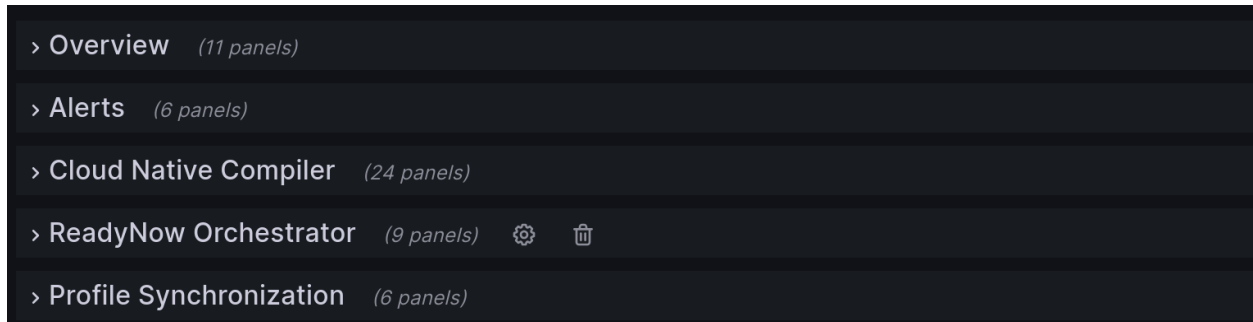 Overview (11 panels)
Alerts (6 panels)
Cloud Native Compiler (24 panels)
ReadyNow Orchestrator (9 panels)
Profile Synchronization (6 panels)